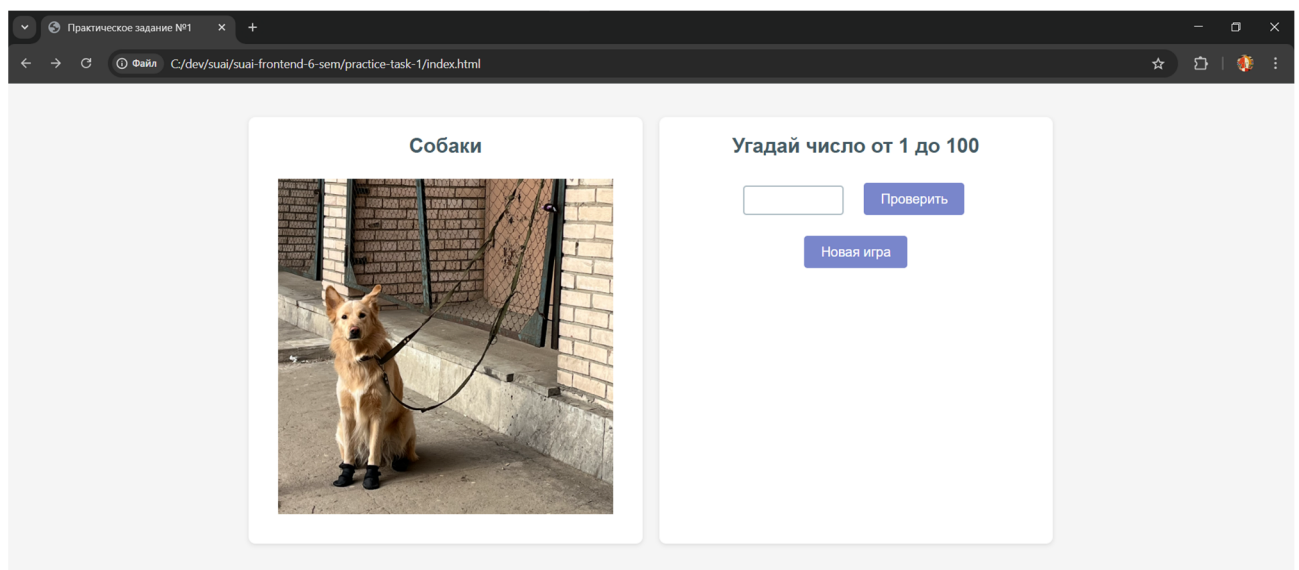 Практическое задание №1
Файл C:/dev/suai/suai-frontend-6-sem/practice-task-1/index.html
Собаки
Угадай число от 1 до 100
Проверить
Новая игра